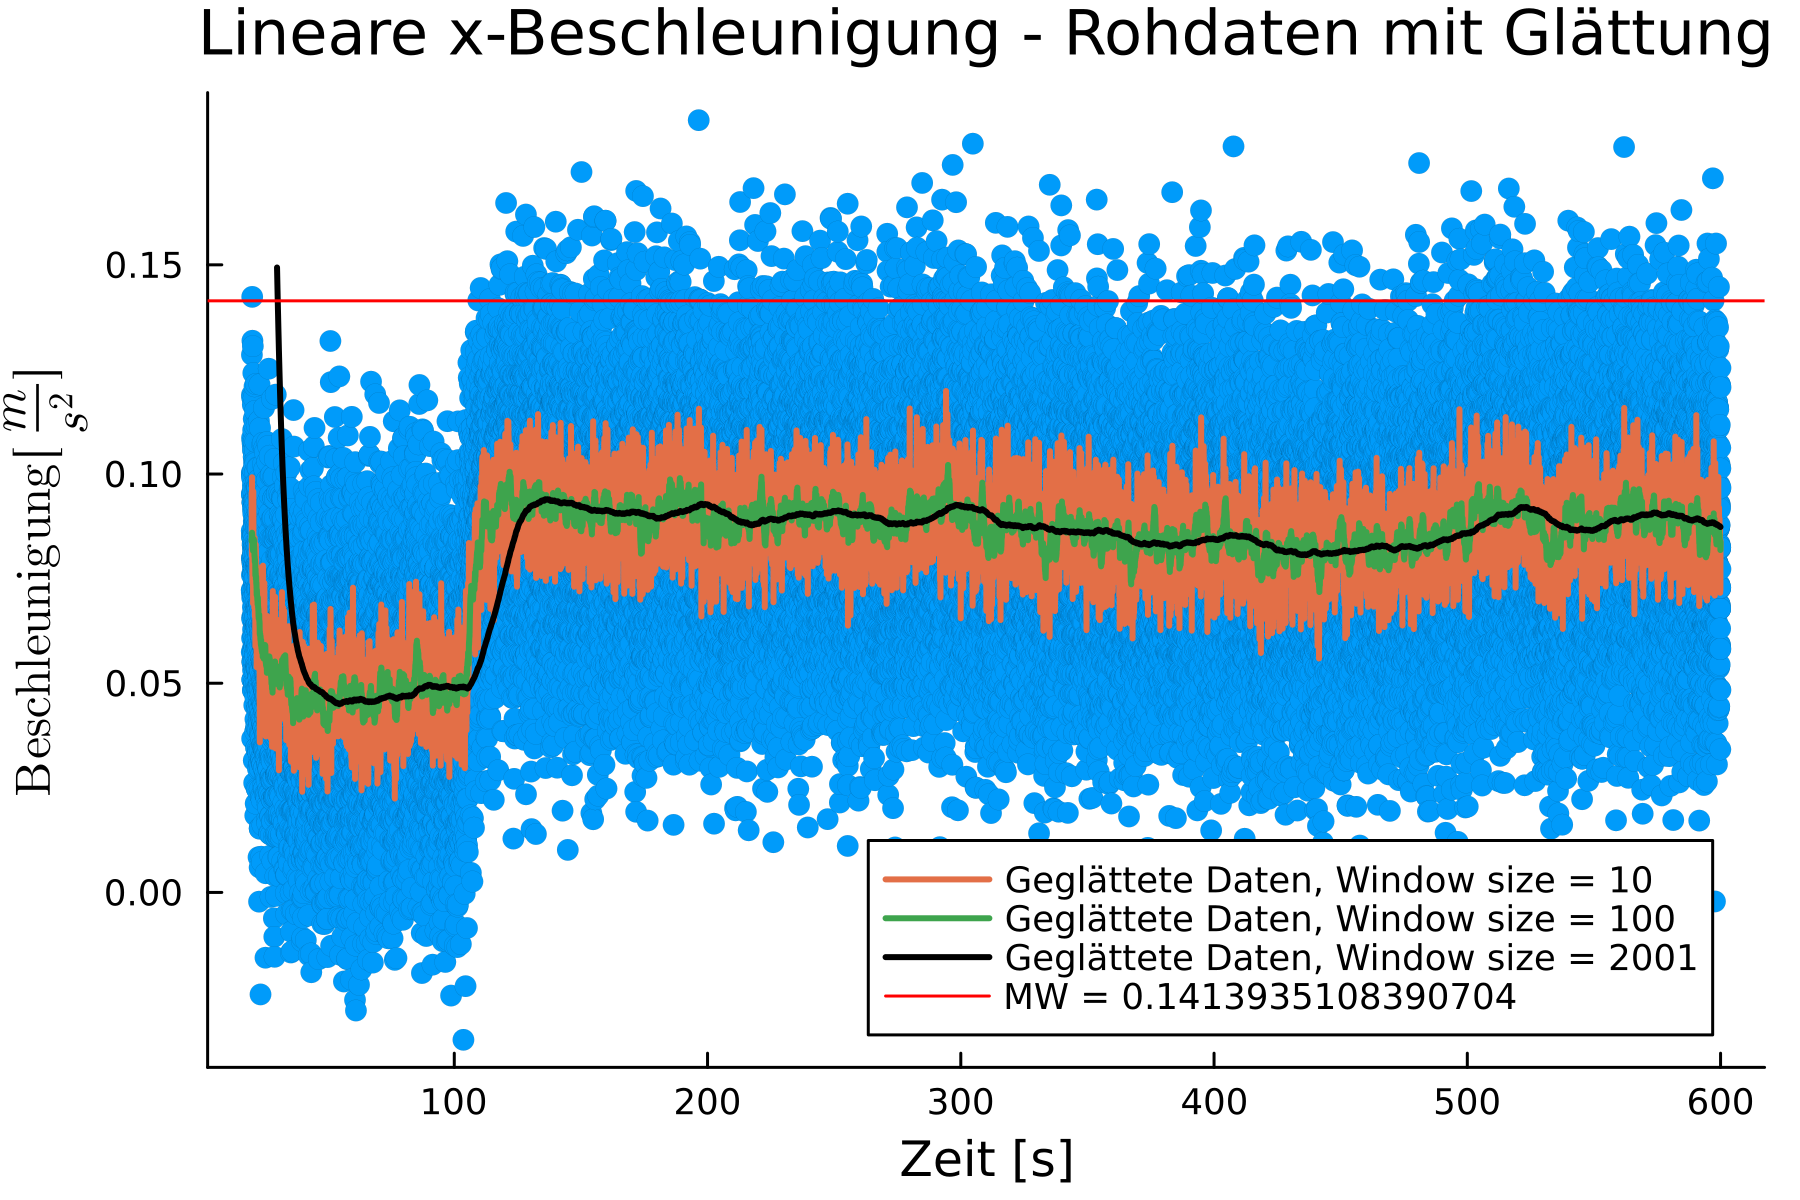 Lineare x-Beschleunigung - Rohdaten mit Glättung
Beschleunigung[m/s²]
0.15
0.10
0.05
0.00
100 200 300 400 500 600
Zeit [s]
Geglättete Daten, Window size = 10
Geglättete Daten, Window size = 100
Geglättete Daten, Window size = 2001
MW = 0.1413935108390704